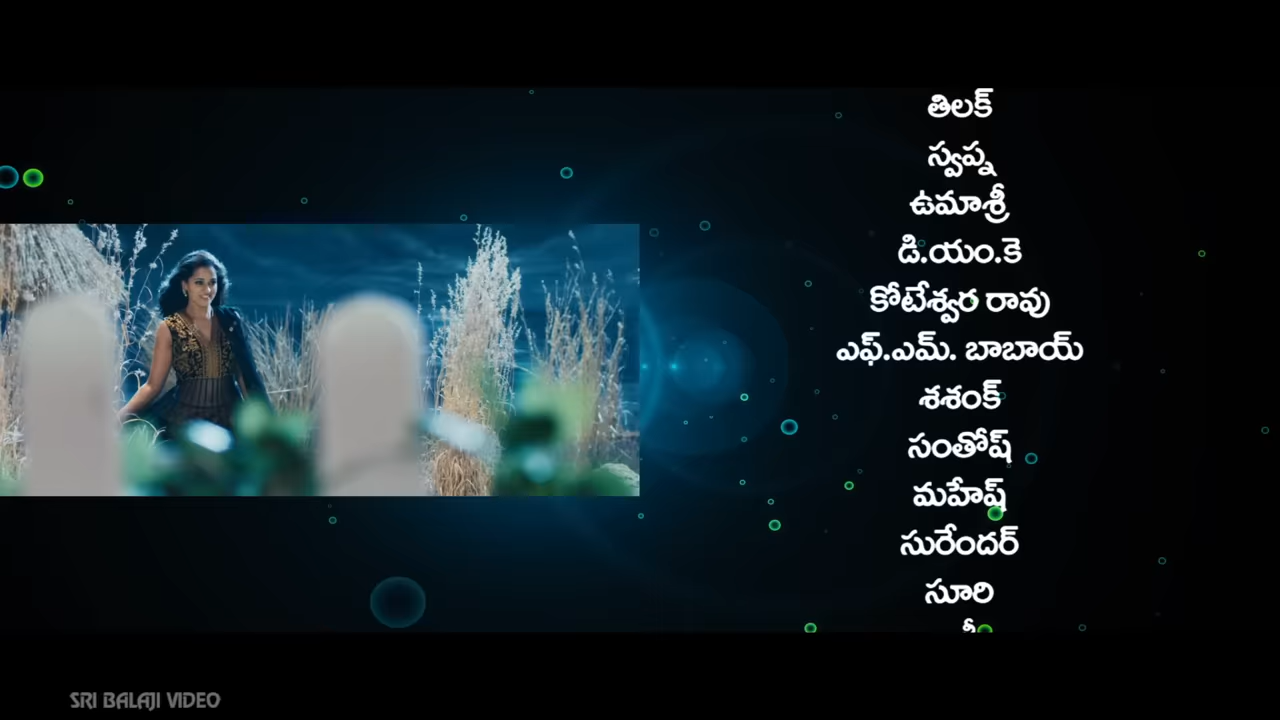 తిలక్
స్వప్న
ఉమాశ్రీ
డి.యం.కె
కోటేశ్వర రావు
ఎఫ్.ఎమ్. బాబాయ్
శశంక్
సంతోష్
మహేష్
సురేందర్
సూరి
SRI BALAJI VIDEO